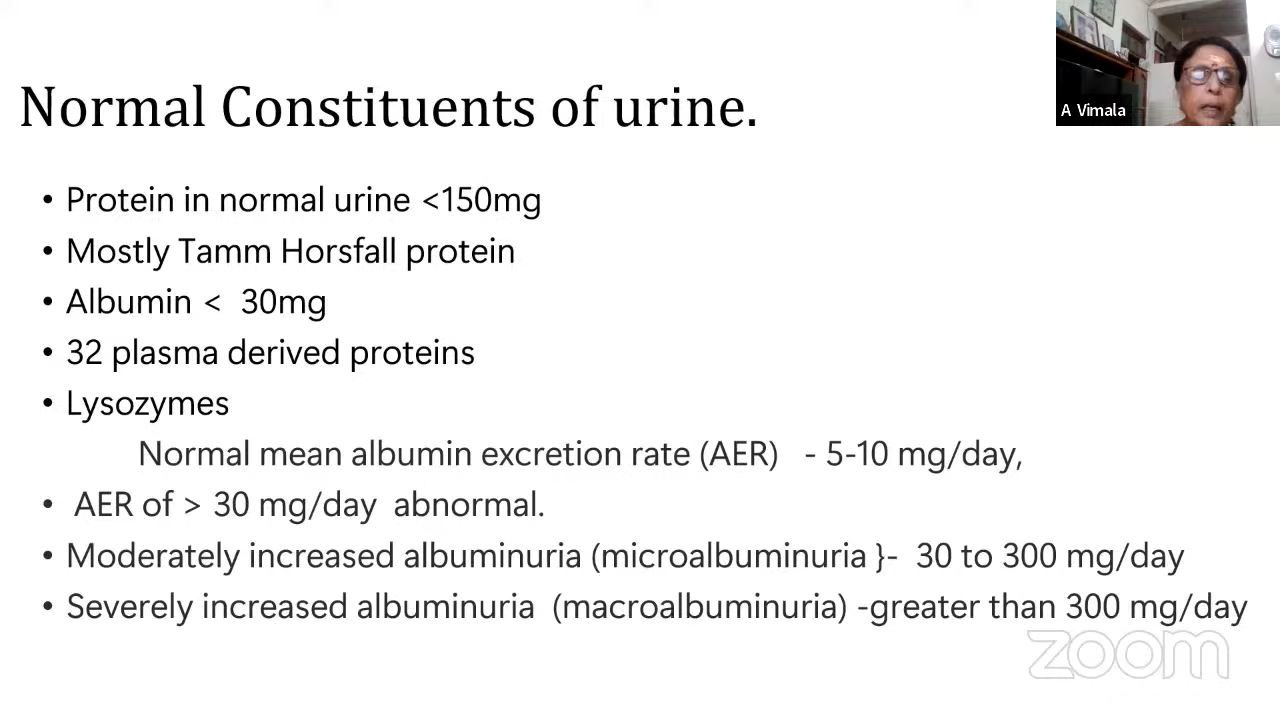 A Vimala
Normal Constituents of urine.
• Protein in normal urine <150mg
• Mostly Tamm Horsfall protein
• Albumin < 30mg
• 32 plasma derived proteins
• Lysozymes
Normal mean albumin excretion rate (AER) - 5-10 mg/day,
• AER of > 30 mg/day abnormal.
• Moderately increased albuminuria (microalbuminuria }- 30 to 300 mg/day
• Severely increased albuminuria (macroalbuminuria) -greater than 300 mg/day
zoom